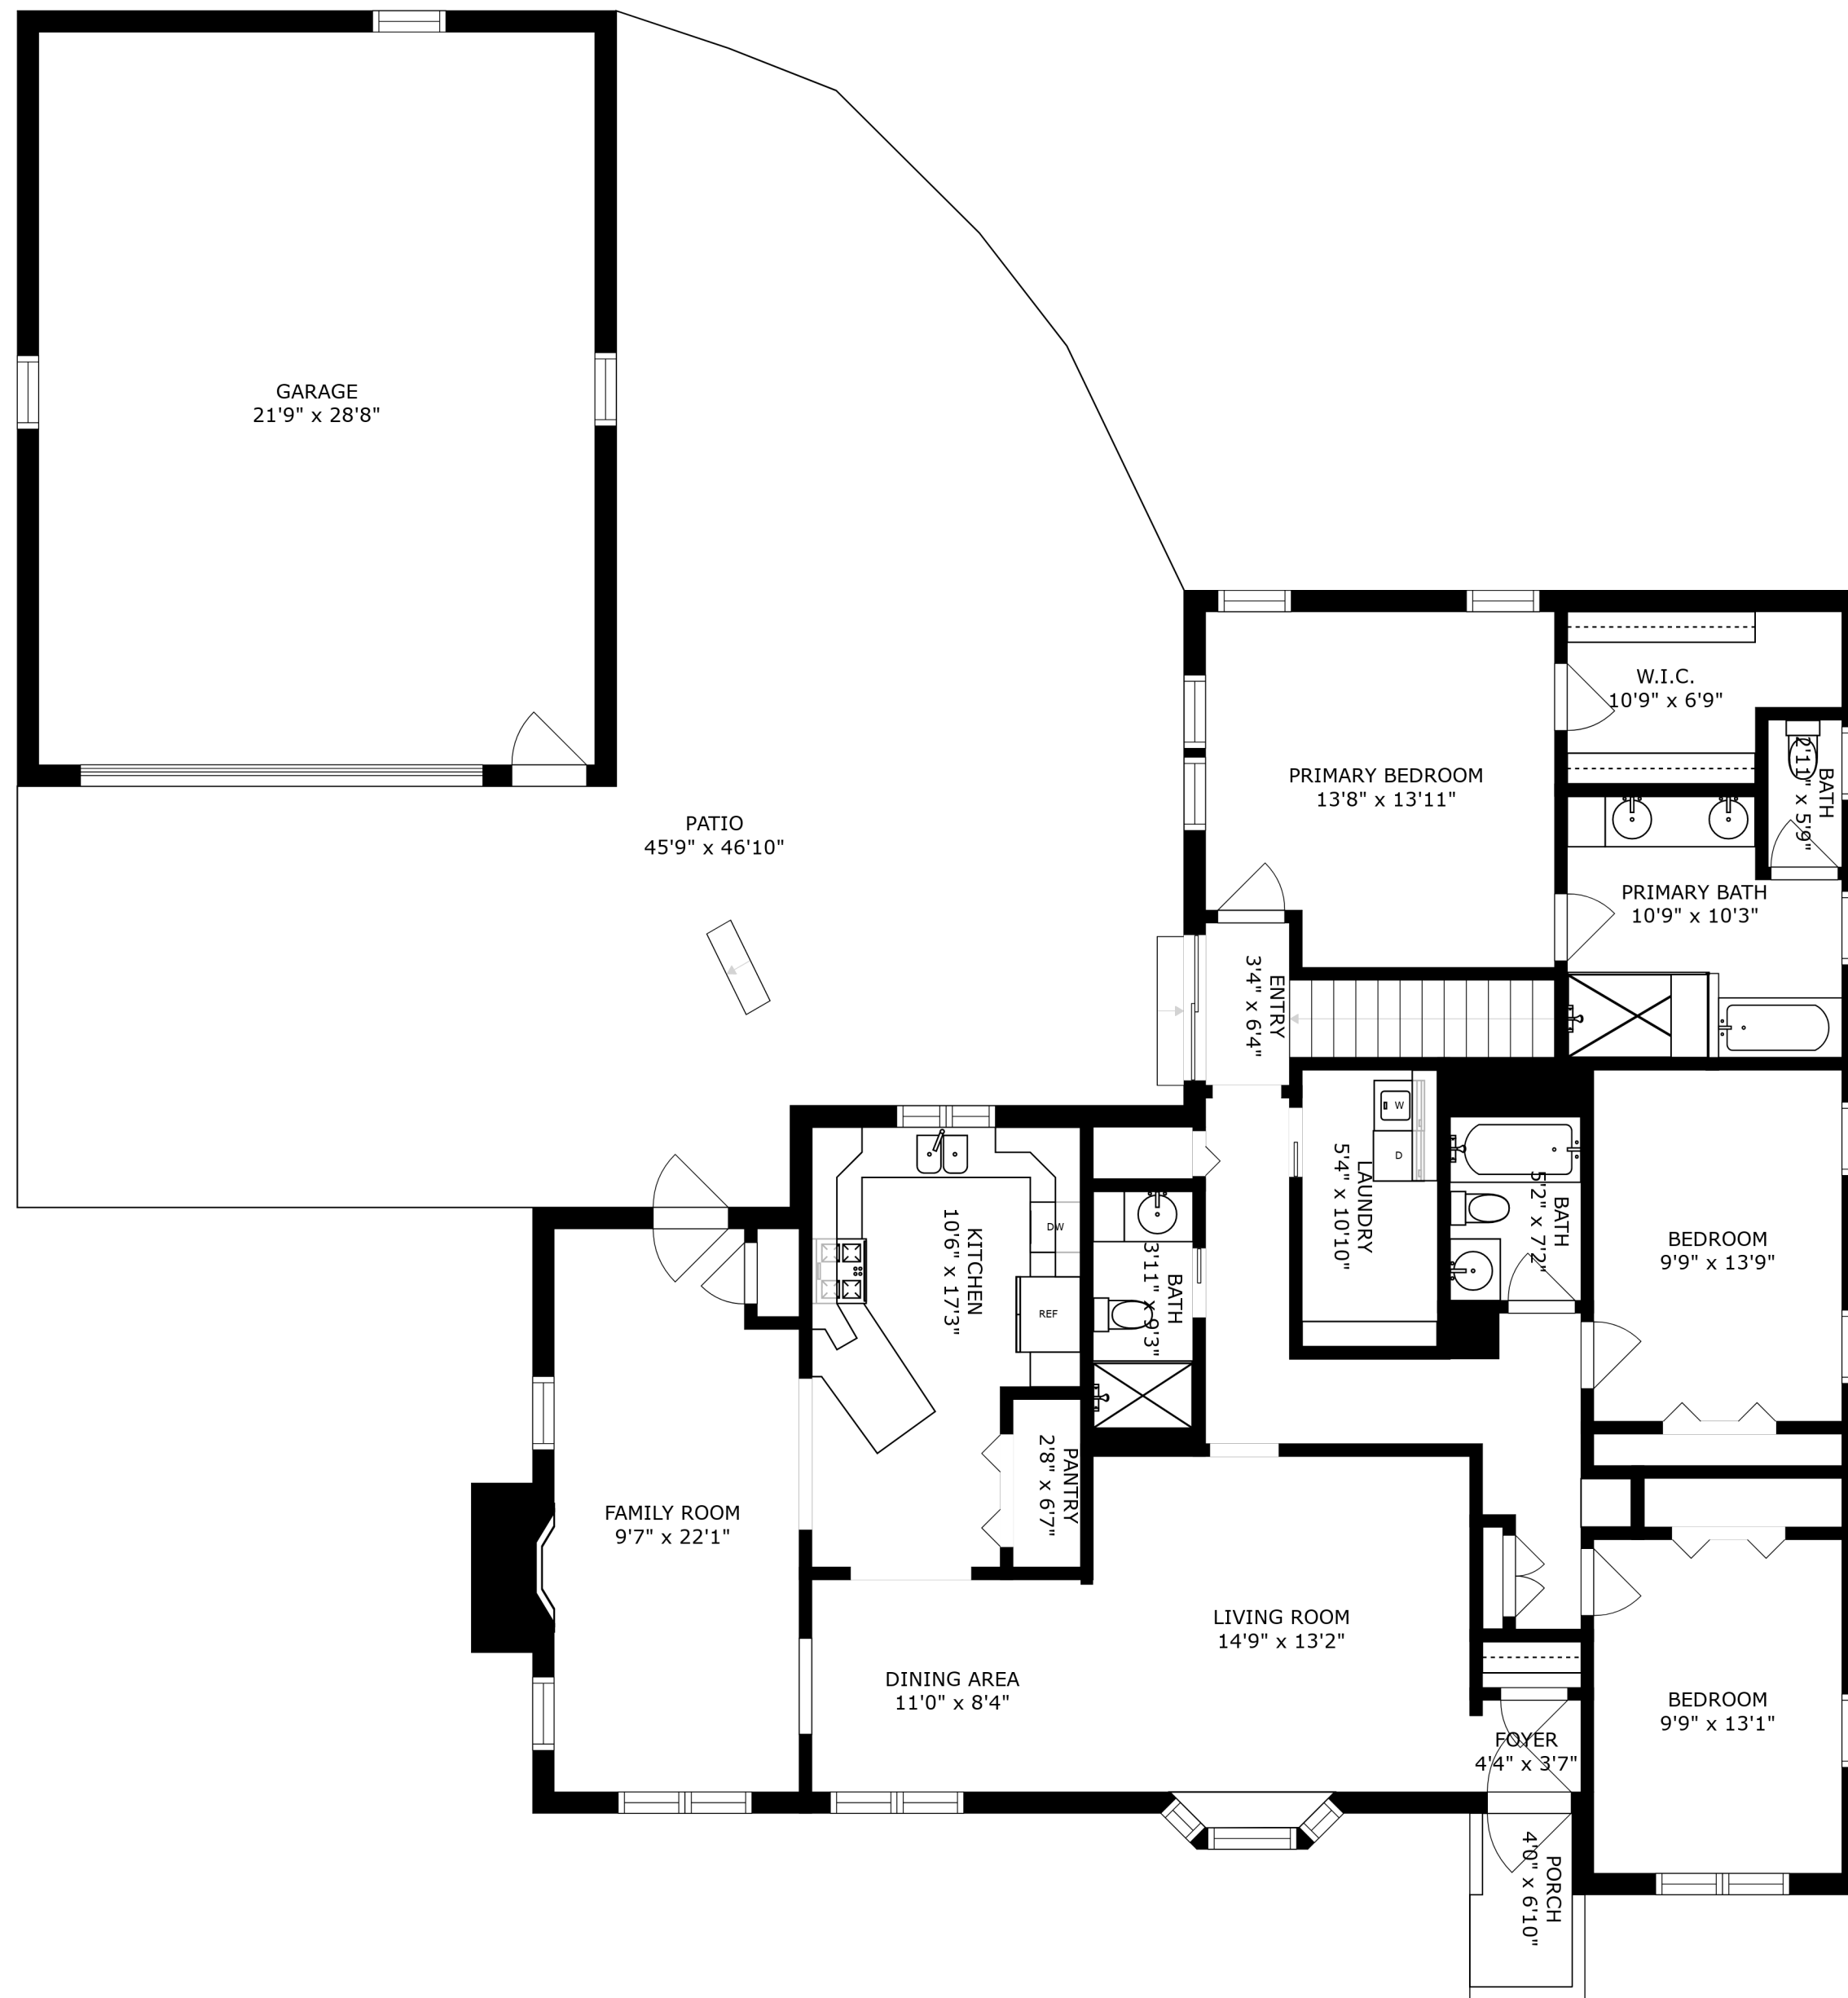 GARAGE
21'9" x 28'8"
PATIO
45'9" x 46'10"
W.I.C.
10'9" x 6'9"
PRIMARY BEDROOM
13'8" x 13'11"
BATH
2'11" x 5'9"
PRIMARY BATH
10'9" x 10'3"
ENTRY
3'4" x 6'4"
W
D
LAUNDRY
5'4" x 10'10"
BATH
5'2" x 7'2"
BEDROOM
9'9" x 13'9"
KITCHEN
10'6" x 17'3"
DW
REF
BATH
3'11" x 9'3"
PANTRY
2'8" x 6'7"
FAMILY ROOM
9'7" x 22'1"
LIVING ROOM
14'9" x 13'2"
DINING AREA
11'0" x 8'4"
BEDROOM
9'9" x 13'1"
FOYER
4'4" x 3'7"
PORCH
4'0" x 6'10"